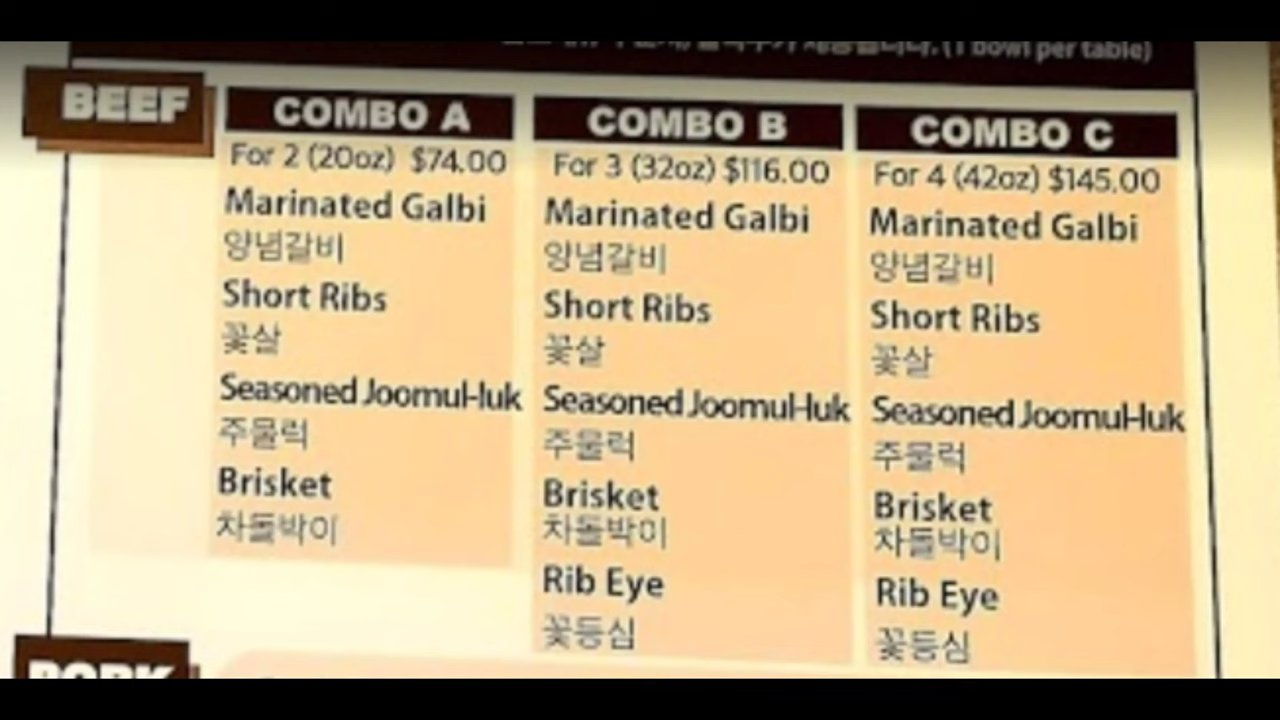 (1 bowl per table)
BEEF
COMBO A
For 2 (20oz) $74.00
Marinated Galbi
양념갈비
Short Ribs
꽃살
Seasoned Joomul-luk
주물럭
Brisket
차돌박이
COMBO B
For 3 (32oz) $116.00
Marinated Galbi
양념갈비
Short Ribs
꽃살
Seasoned Joomul-luk
주물럭
Brisket
차돌박이
Rib Eye
꽃등심
COMBO C
For 4 (42oz) $145.00
Marinated Galbi
양념갈비
Short Ribs
꽃살
Seasoned Joomul-luk
주물럭
Brisket
차돌박이
Rib Eye
꽃등심
PORK